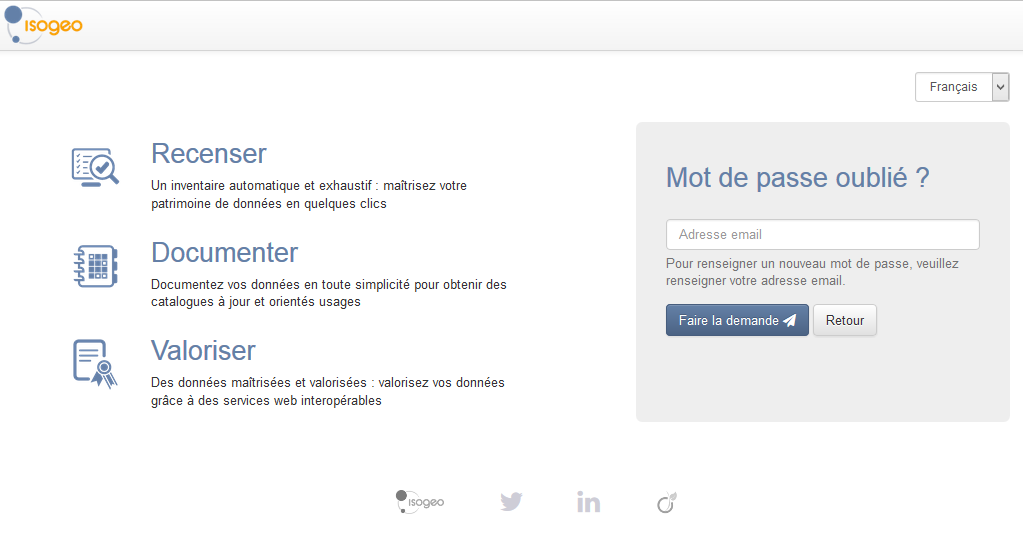 isogeo
Français
Recenser
Un inventaire automatique et exhaustif : maîtrisez votre
patrimoine de données en quelques clics
Documenter
Documentez vos données en toute simplicité pour obtenir des
catalogues à jour et orientés usages
Valoriser
Des données maîtrisées et valorisées : valorisez vos données
grâce à des services web interopérables
Mot de passe oublié ?
Adresse email
Pour renseigner un nouveau mot de passe, veuillez
renseigner votre adresse email.
Faire la demande
Retour
isogeo